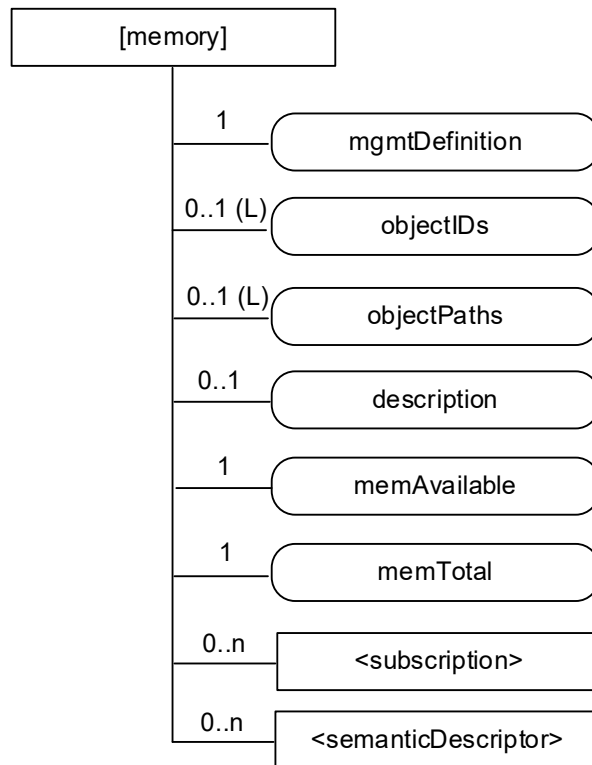 [memory]
1
mgmtDefinition
0..1 (L)
objectIDs
0..1 (L)
objectPaths
0..1
description
1
memAvailable
1
memTotal
0..n
<subscription>
0..n
<semanticDescriptor>